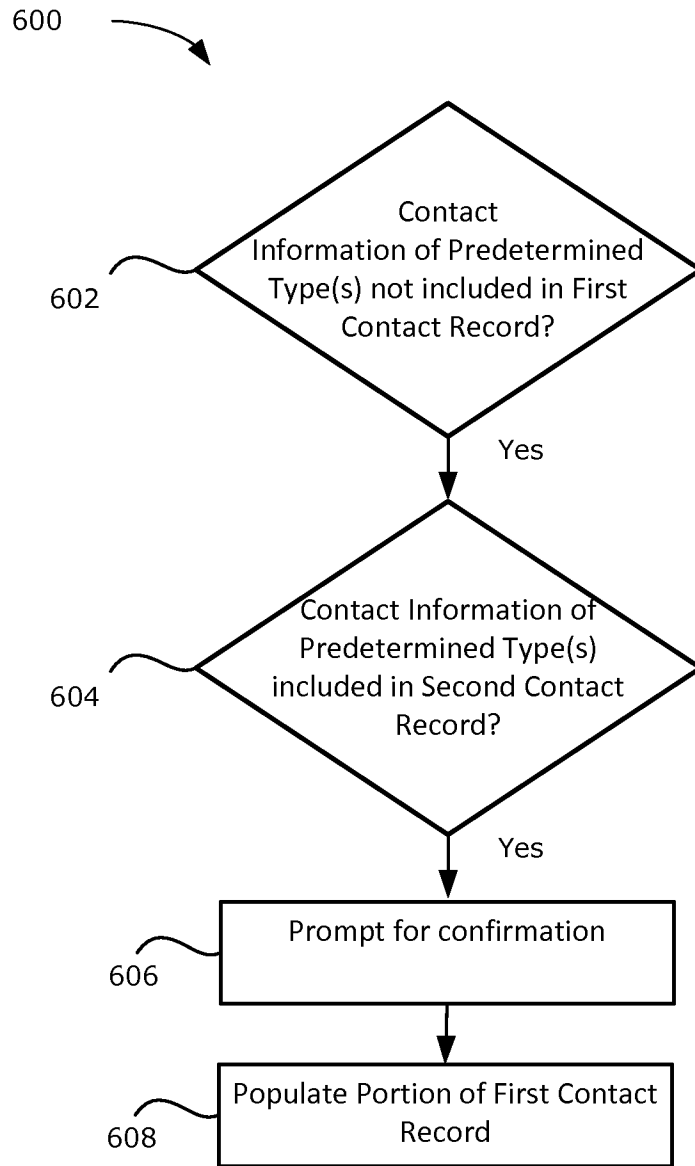 600
Contact
Information of Predetermined
Type(s) not included in First
Contact Record?
602
Yes
Contact Information of
Predetermined Type(s)
included in Second Contact
Record?
604
Yes
Prompt for confirmation
606
Populate Portion of First Contact
Record
608